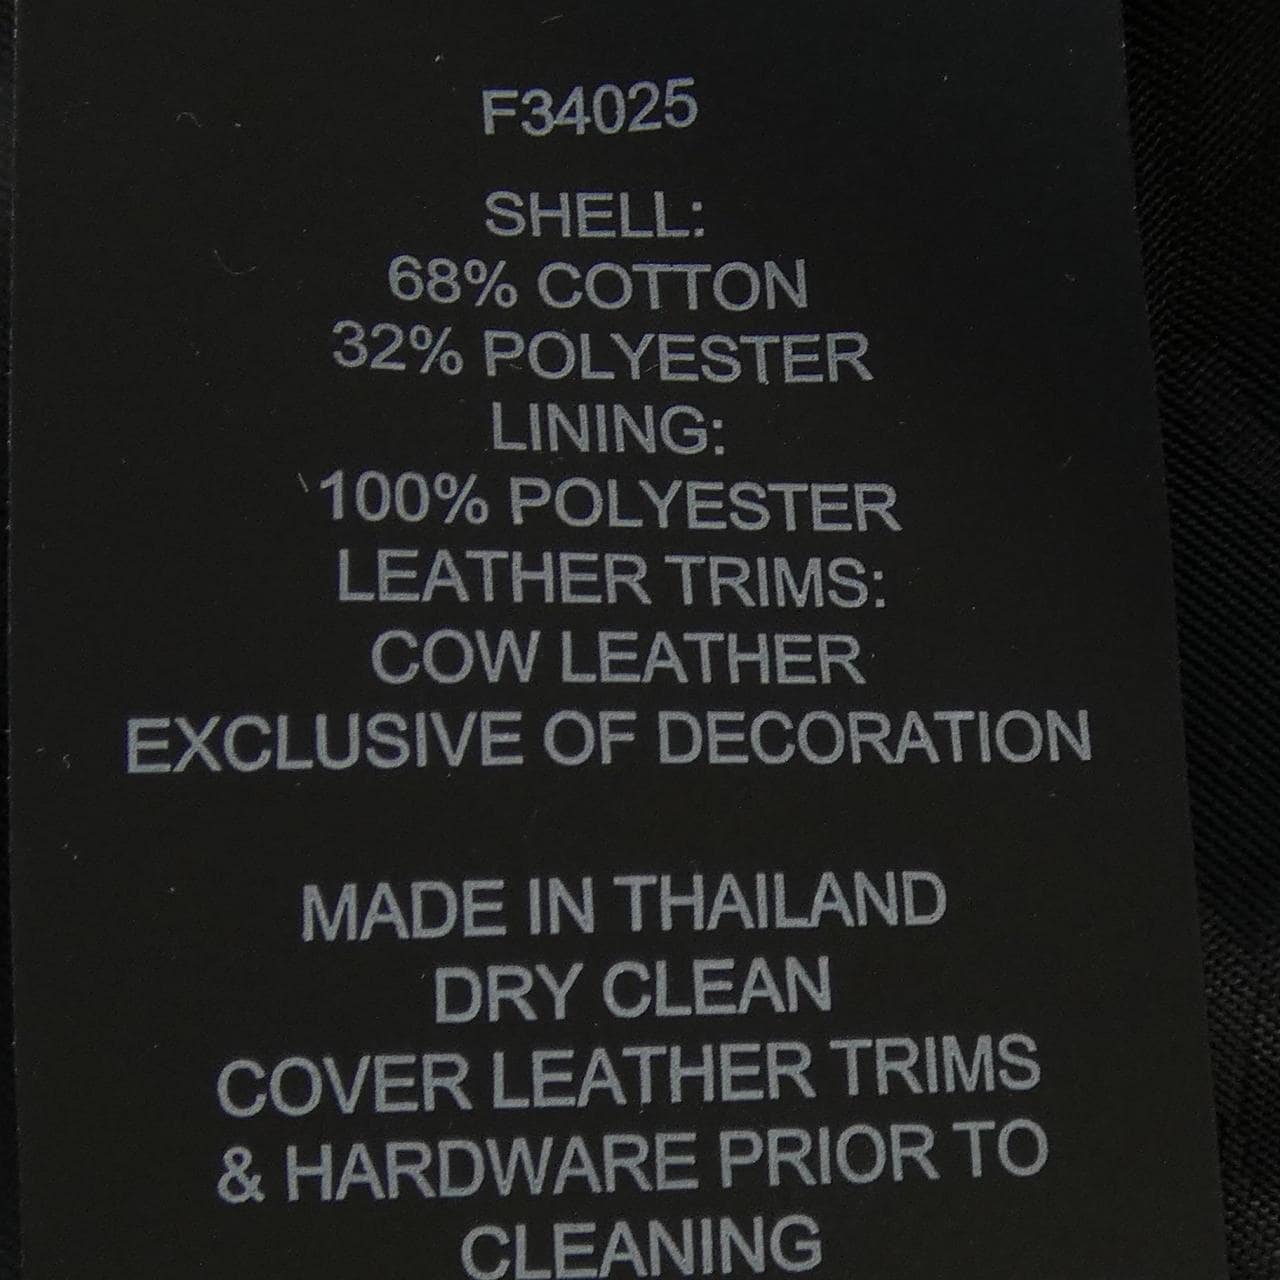 F34025
SHELL:
68% COTTON
32% POLYESTER
LINING:
100% POLYESTER
LEATHER TRIMS:
COW LEATHER
EXCLUSIVE OF DECORATION
MADE IN THAILAND
DRY CLEAN
COVER LEATHER TRIMS
& HARDWARE PRIOR TO
CLEANING